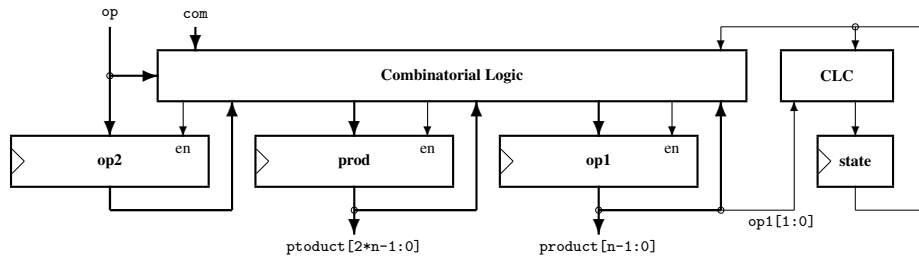 op com
Combinatorial Logic CLC
en en en
op2 prod op1 state
op1[1:0]
ptoduct[2*n-1:0] product[n-1:0]